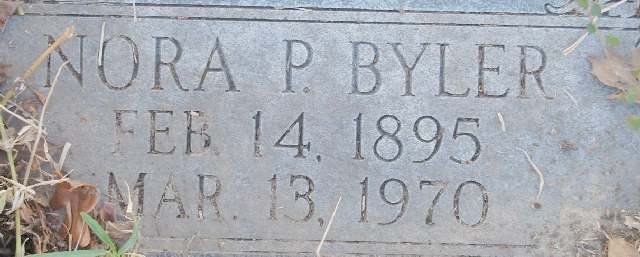 NORA P. BYLER
FEB. 14, 1895
MAR. 13, 1970